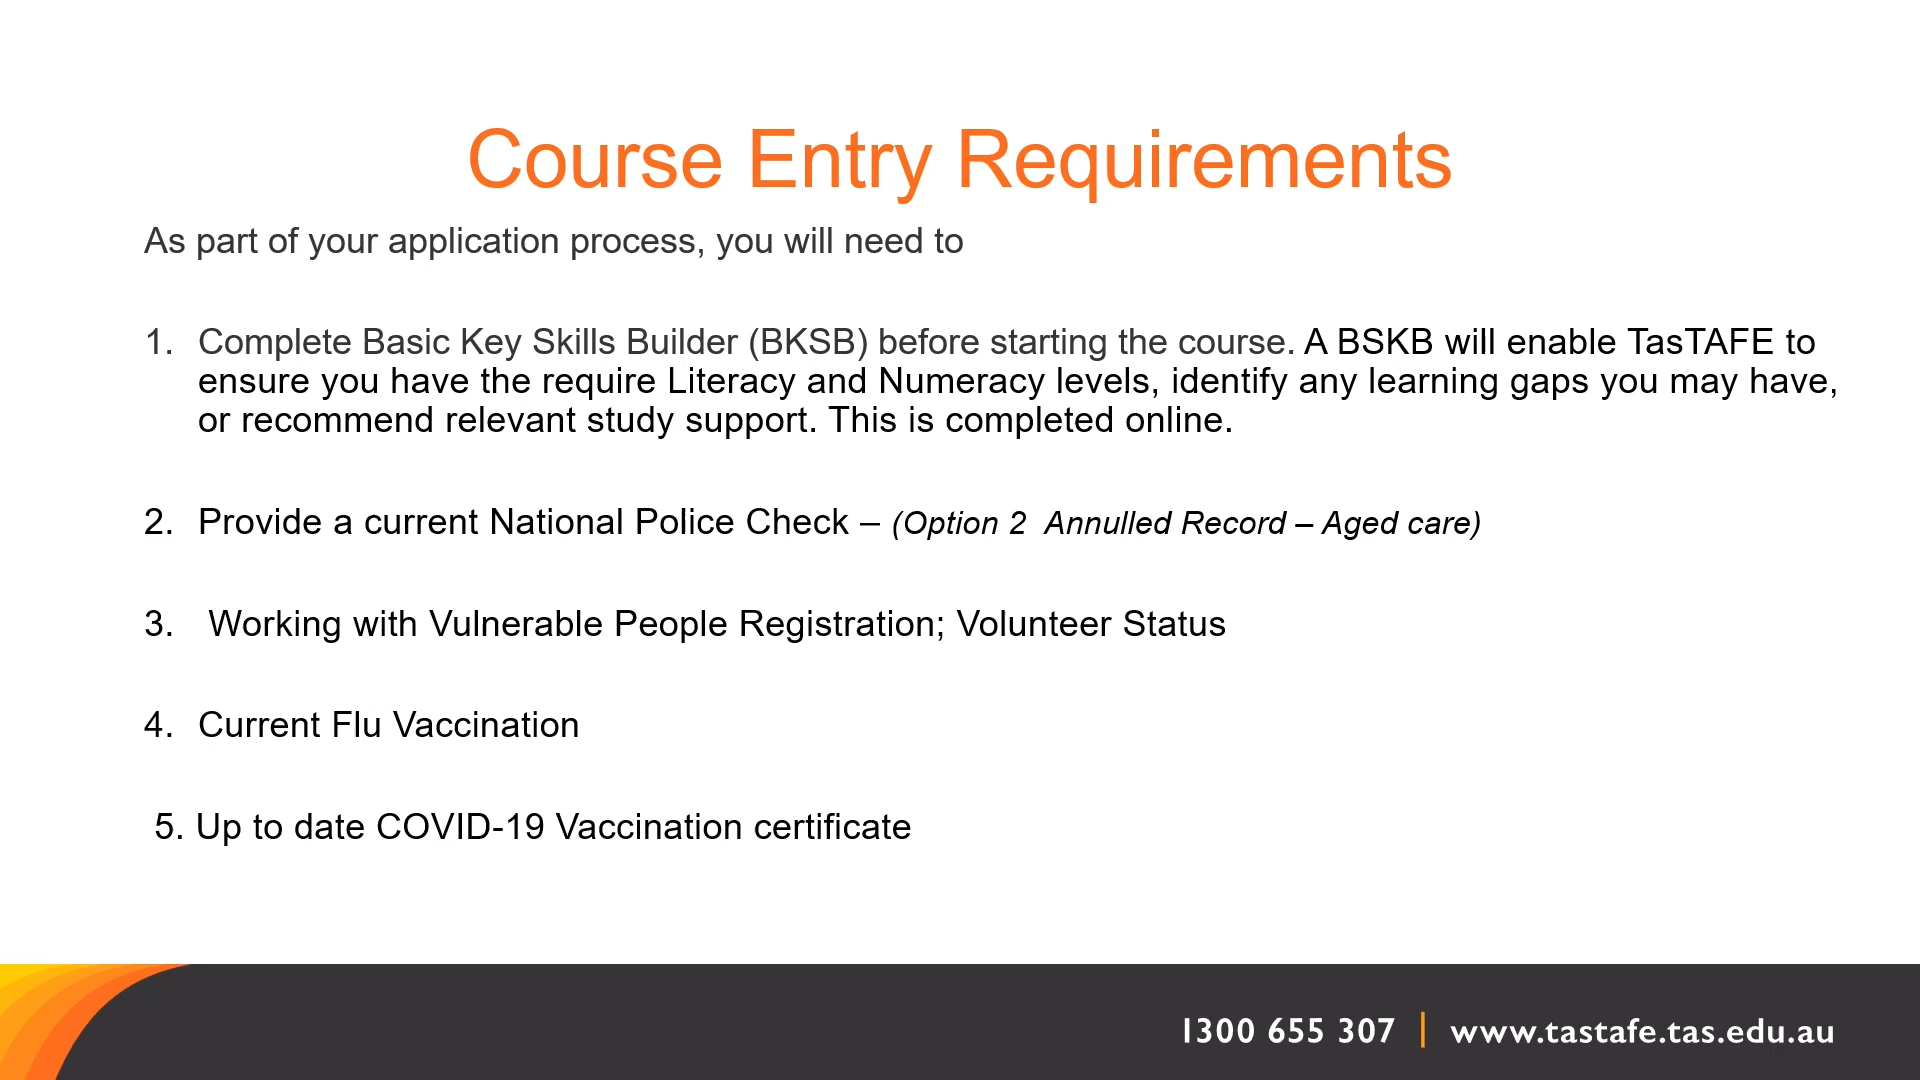 Course Entry Requirements
As part of your application process, you will need to
1. Complete Basic Key Skills Builder (BKSB) before starting the course. A BSKB will enable TasTAFE to
ensure you have the require Literacy and Numeracy levels, identify any learning gaps you may have,
or recommend relevant study support. This is completed online.
2. Provide a current National Police Check – (Option 2 Annulled Record – Aged care)
3. Working with Vulnerable People Registration; Volunteer Status
4. Current Flu Vaccination
5. Up to date COVID-19 Vaccination certificate
1300 655 307 | www.tastafe.tas.edu.au